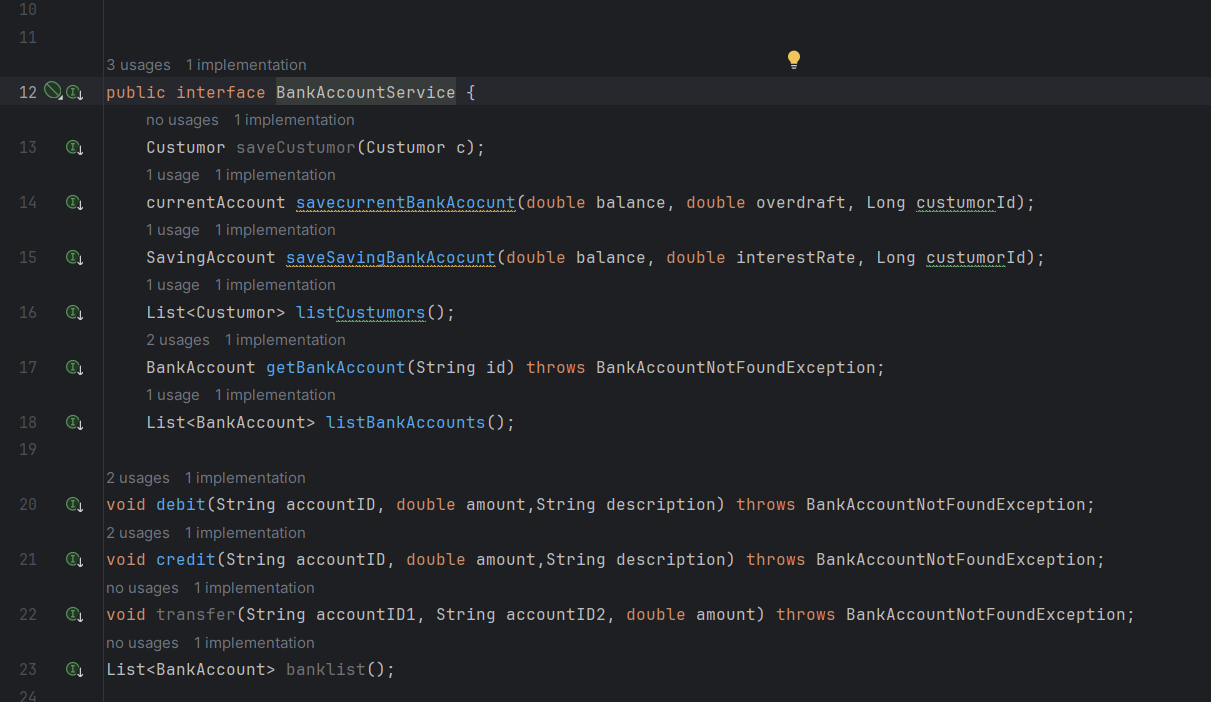 10
11
3 usages 1 implementation
12 public interface BankAccountService {
no usages 1 implementation
13 Custumor saveCustumor(Custumor c);
1 usage 1 implementation
14 currentAccount savecurrentBankAcocunt(double balance, double overdraft, Long custumorId);
1 usage 1 implementation
15 SavingAccount saveSavingBankAcocunt(double balance, double interestRate, Long custumorId);
1 usage 1 implementation
16 List<Custumor> listCustumors();
2 usages 1 implementation
17 BankAccount getBankAccount(String id) throws BankAccountNotFoundException;
1 usage 1 implementation
18 List<BankAccount> listBankAccounts();
19
2 usages 1 implementation
20 void debit(String accountID, double amount,String description) throws BankAccountNotFoundException;
2 usages 1 implementation
21 void credit(String accountID, double amount,String description) throws BankAccountNotFoundException;
no usages 1 implementation
22 void transfer(String accountID1, String accountID2, double amount) throws BankAccountNotFoundException;
no usages 1 implementation
23 List<BankAccount> banklist();
24